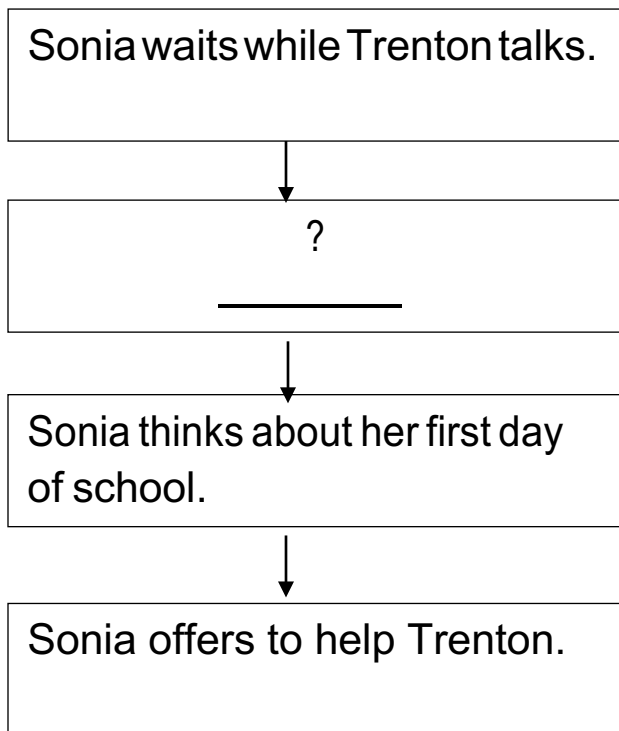 Sonia waits while Trenton talks.
?
Sonia thinks about her first day
of school.
Sonia offers to help Trenton.